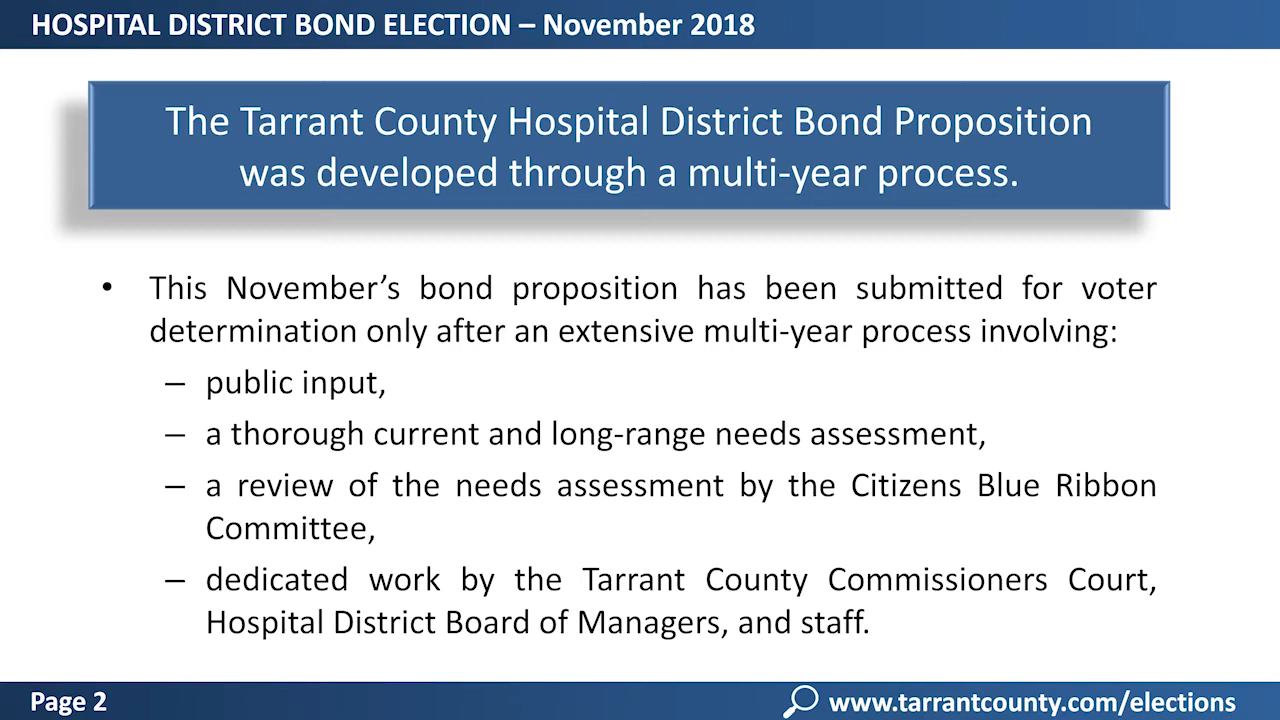 HOSPITAL DISTRICT BOND ELECTION – November 2018
The Tarrant County Hospital District Bond Proposition
was developed through a multi-year process.
• This November’s bond proposition has been submitted for voter
determination only after an extensive multi-year process involving:
– public input,
– a thorough current and long-range needs assessment,
– a review of the needs assessment by the Citizens Blue Ribbon
Committee,
– dedicated work by the Tarrant County Commissioners Court,
Hospital District Board of Managers, and staff.
Page 2
www.tarrantcounty.com/elections